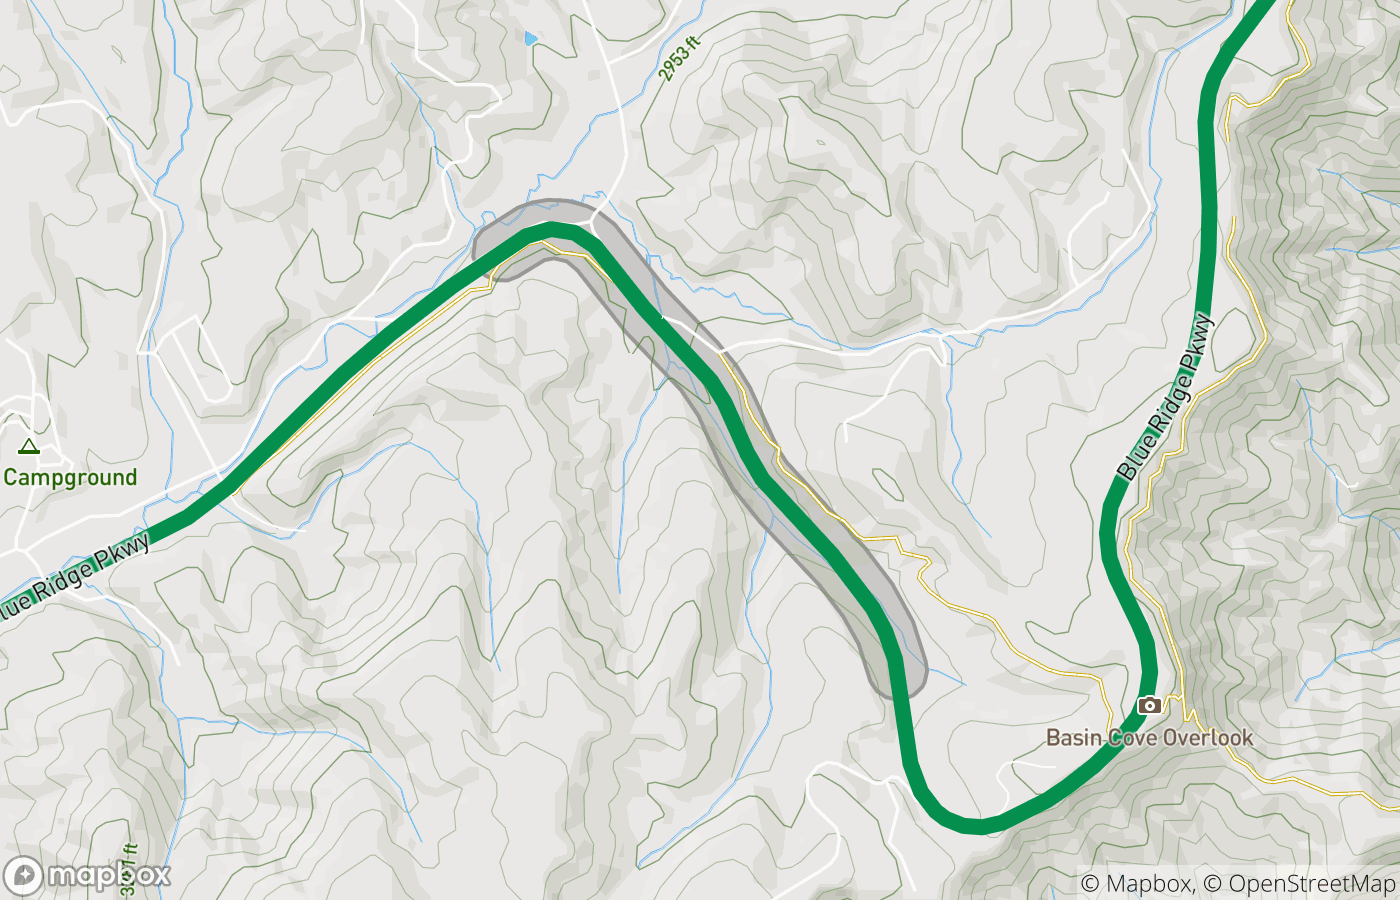 2953 ft
Blue Ridge Pkwy
Campground
lue Ridge Pkwy
Basin Cove Overlook
mapbox
© Mapbox, © OpenStreetMap